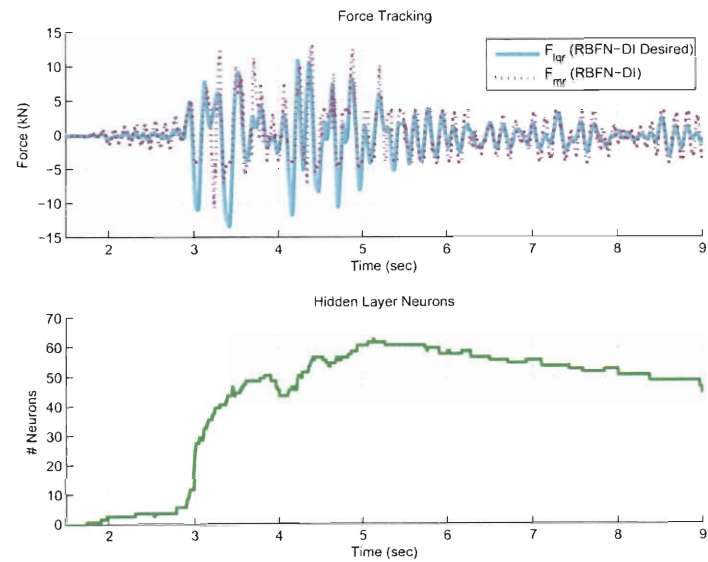 Force Tracking
15
10
5
0
−5
−10
−15
Force (kN)
F_lqr (RBFN−DI Desired)
F_mr (RBFN−DI)
2 3 4 5 6 7 8 9
Time (sec)
Hidden Layer Neurons
70
60
50
40
30
20
10
0
# Neurons
2 3 4 5 6 7 8 9
Time (sec)